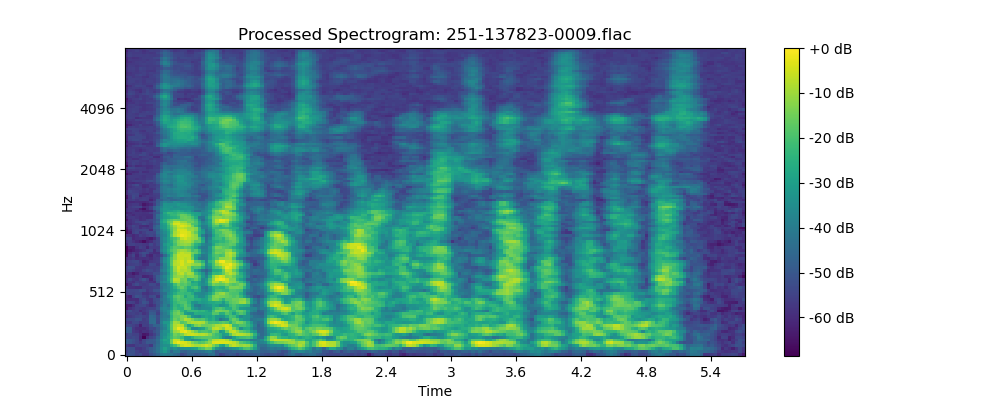 Processed Spectrogram: 251-137823-0009.flac
Hz
4096
2048
1024
512
0
0 0.6 1.2 1.8 2.4 3 3.6 4.2 4.8 5.4
Time
+0 dB
-10 dB
-20 dB
-30 dB
-40 dB
-50 dB
-60 dB